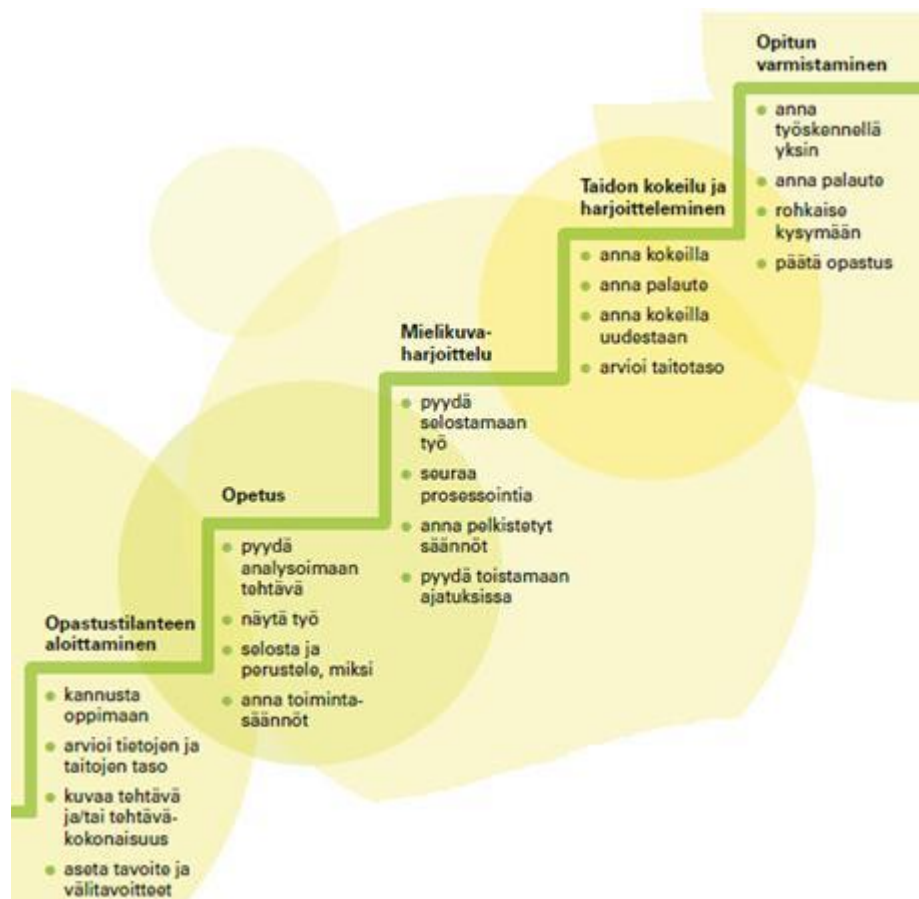 Opitun
varmistaminen
• anna
työskennellä
yksin
• anna palaute
• rohkaise
kysymään
• päätä opastus
Taidon kokeilu ja
harjoitteleminen
• anna kokeilla
• anna palaute
• anna kokeilla
uudestaan
• arvioi taitotaso
Mielikuva-
harjoittelu
• pyydä
selostamaan
työ
• seuraa
prosessointia
• anna pelkistetyt
säännöt
• pyydä toistamaan
ajatuksissa
Opetus
• pyydä
analysoimaan
tehtävä
• näytä työ
• selosta ja
perustele, miksi
• anna toiminta-
säännöt
Opastustilanteen
aloittaminen
• kannusta
oppimaan
• arvioi tietojen ja
taitojen taso
• kuvaa tehtävä
ja/tai tehtävä-
kokonaisuus
• aseta tavoite ja
välitavoitteet